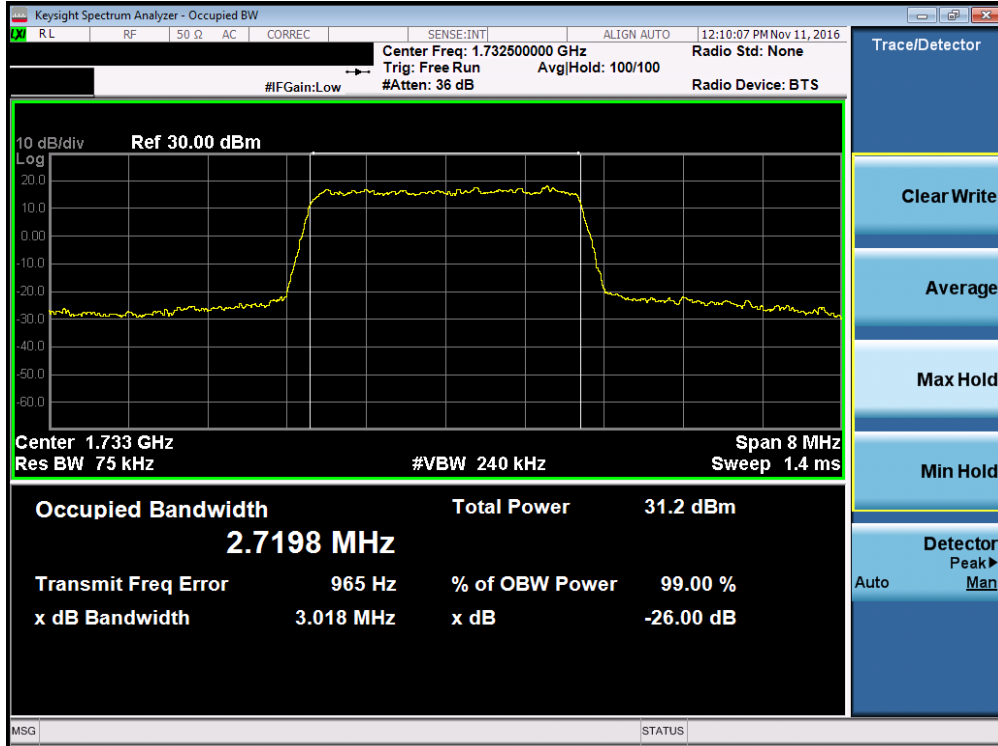 Keysight Spectrum Analyzer - Occupied BW
LXI RL RF 50 Ω AC CORREC SENSE:INT ALIGN AUTO 12:10:07 PM Nov 11, 2016
Center Freq: 1.732500000 GHz Radio Std: None
Trig: Free Run Avg|Hold: 100/100
#IFGain:Low #Atten: 36 dB Radio Device: BTS
10 dB/div Ref 30.00 dBm
Log
20.0
10.0
0.00
-10.0
-20.0
-30.0
-40.0
-50.0
-60.0
Center 1.733 GHz Span 8 MHz
Res BW 75 kHz #VBW 240 kHz Sweep 1.4 ms
Occupied Bandwidth Total Power 31.2 dBm
2.7198 MHz
Transmit Freq Error 965 Hz % of OBW Power 99.00 %
x dB Bandwidth 3.018 MHz x dB -26.00 dB
MSG STATUS
Trace/Detector
Clear Write
Average
Max Hold
Min Hold
Detector
Peak▶
Auto Man